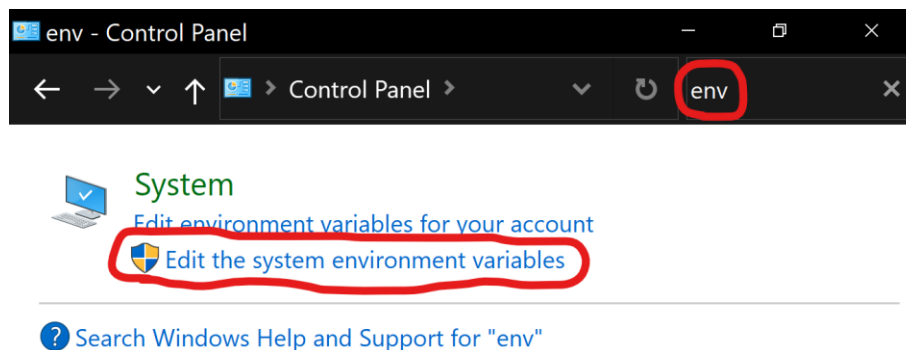 env - Control Panel
Control Panel
env
System
Edit environment variables for your account
Edit the system environment variables
Search Windows Help and Support for "env"